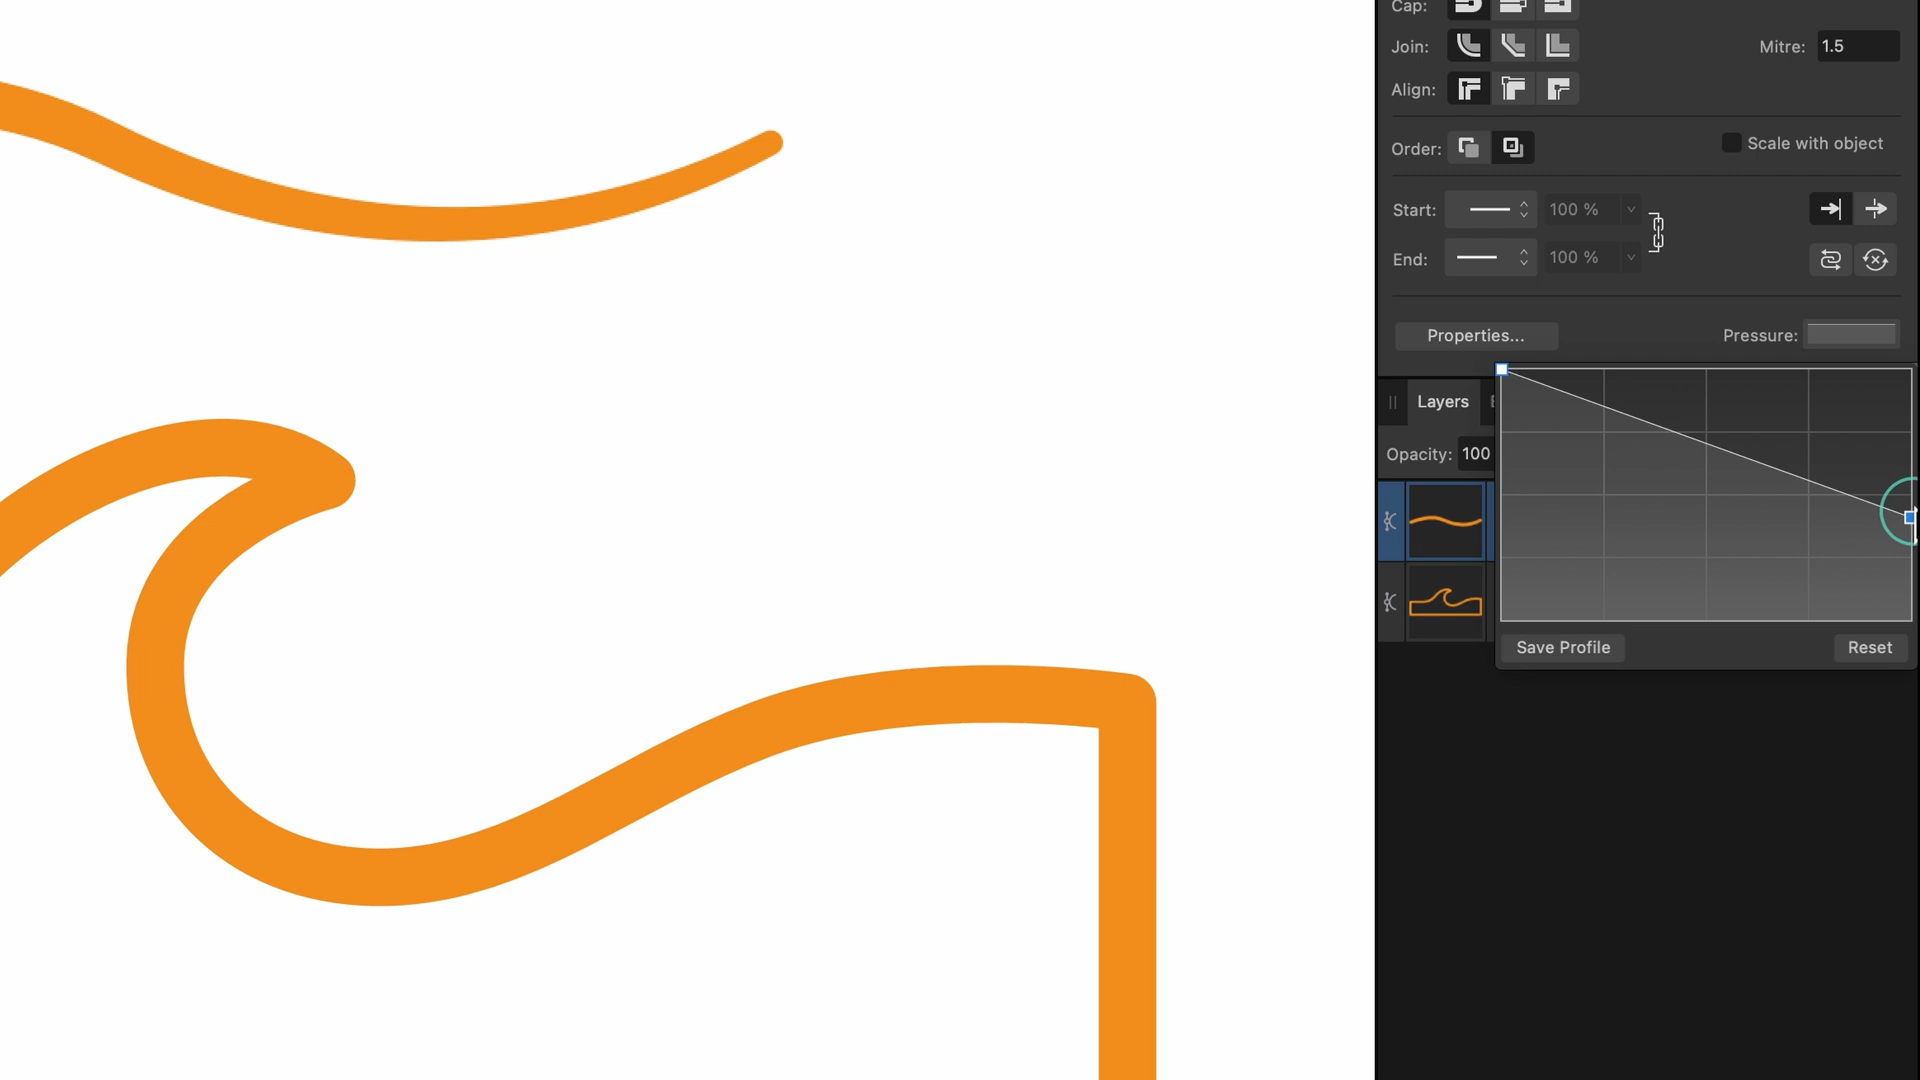 Cap:
Join:
Mitre: 1.5
Align:
Order:
Scale with object
Start: 100 %
End: 100 %
Properties...
Pressure:
Layers
Opacity: 100
Save Profile
Reset